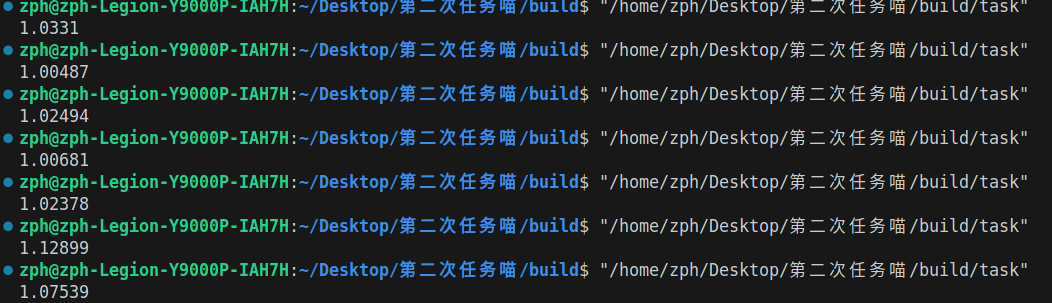 zph@zph-Legion-Y9000P-IAH7H:~/Desktop/第二次任务喵/build$ "/home/zph/Desktop/第二次任务喵/build/task"
1.0331
zph@zph-Legion-Y9000P-IAH7H:~/Desktop/第二次任务喵/build$ "/home/zph/Desktop/第二次任务喵/build/task"
1.00487
zph@zph-Legion-Y9000P-IAH7H:~/Desktop/第二次任务喵/build$ "/home/zph/Desktop/第二次任务喵/build/task"
1.02494
zph@zph-Legion-Y9000P-IAH7H:~/Desktop/第二次任务喵/build$ "/home/zph/Desktop/第二次任务喵/build/task"
1.00681
zph@zph-Legion-Y9000P-IAH7H:~/Desktop/第二次任务喵/build$ "/home/zph/Desktop/第二次任务喵/build/task"
1.02378
zph@zph-Legion-Y9000P-IAH7H:~/Desktop/第二次任务喵/build$ "/home/zph/Desktop/第二次任务喵/build/task"
1.12899
zph@zph-Legion-Y9000P-IAH7H:~/Desktop/第二次任务喵/build$ "/home/zph/Desktop/第二次任务喵/build/task"
1.07539